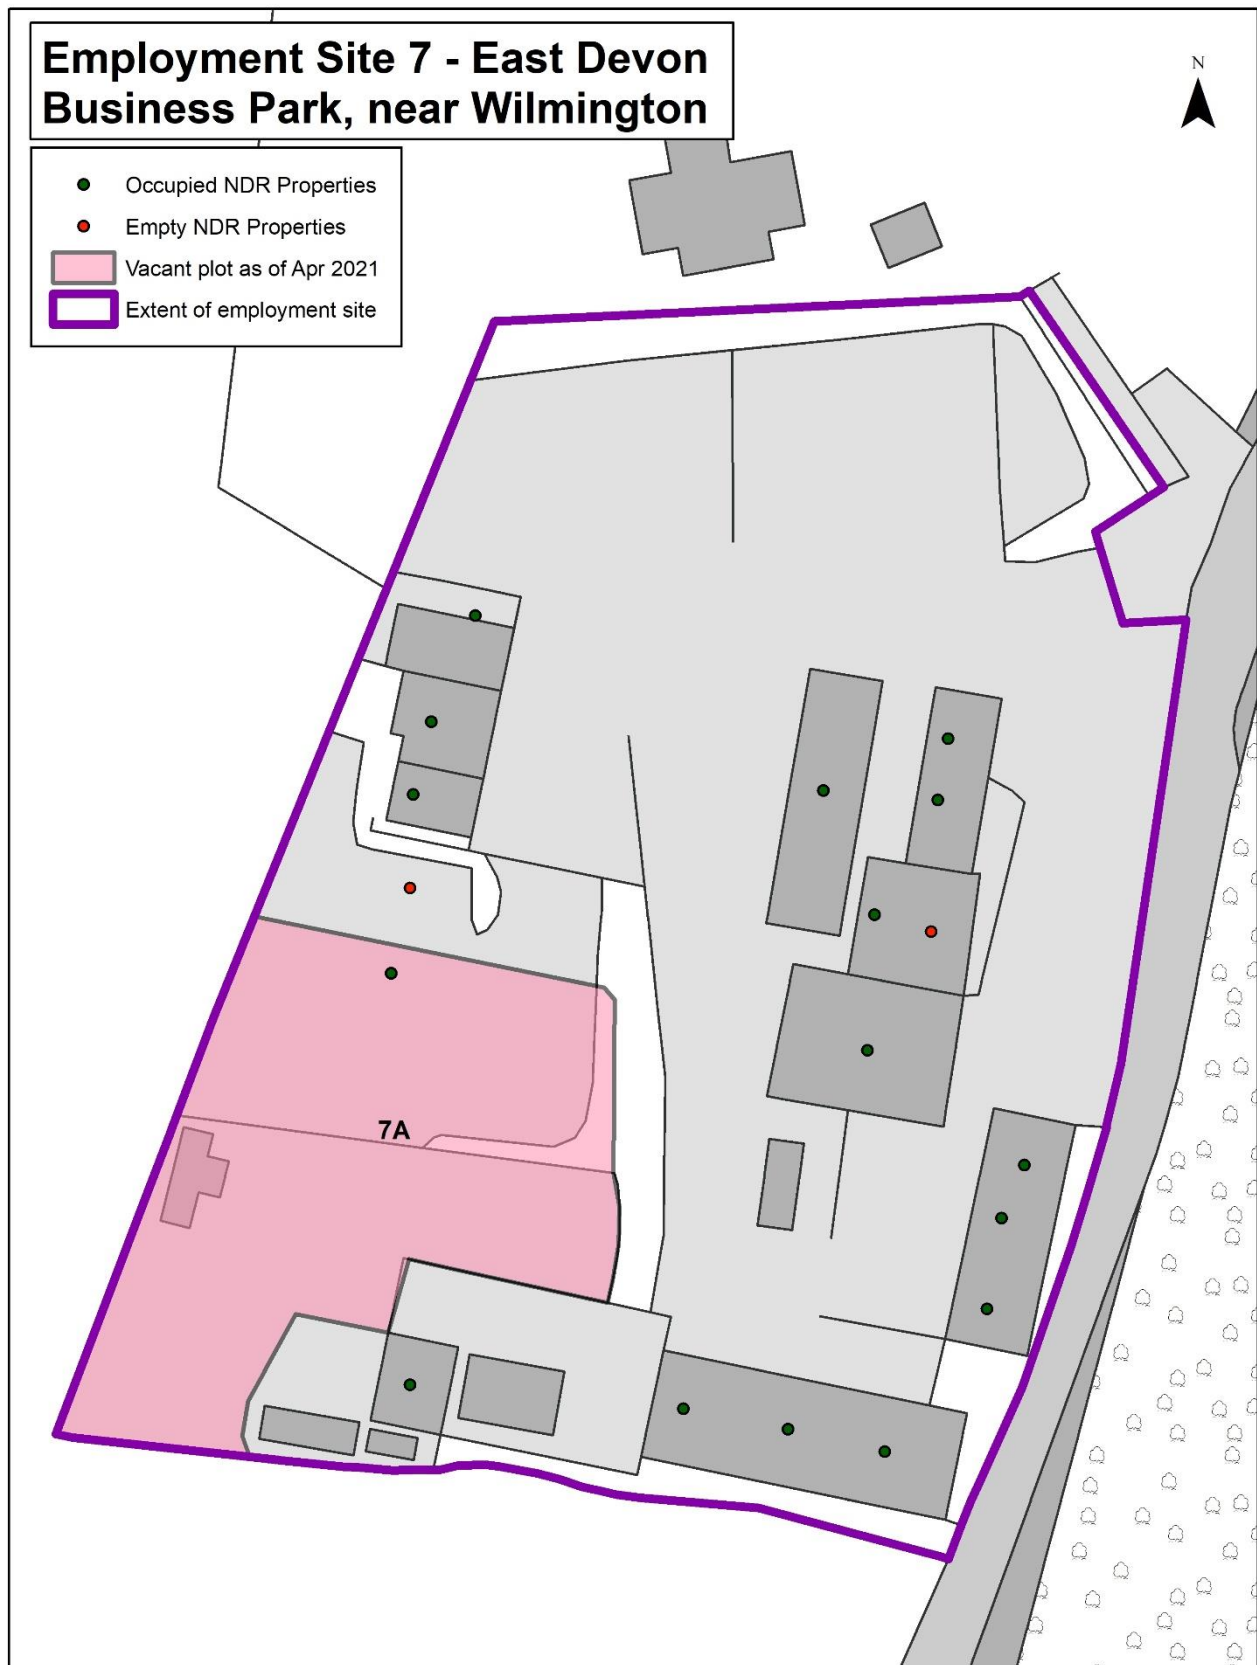 Employment Site 7 - East Devon
Business Park, near Wilmington
N
Occupied NDR Properties
Empty NDR Properties
Vacant plot as of Apr 2021
Extent of employment site
7A